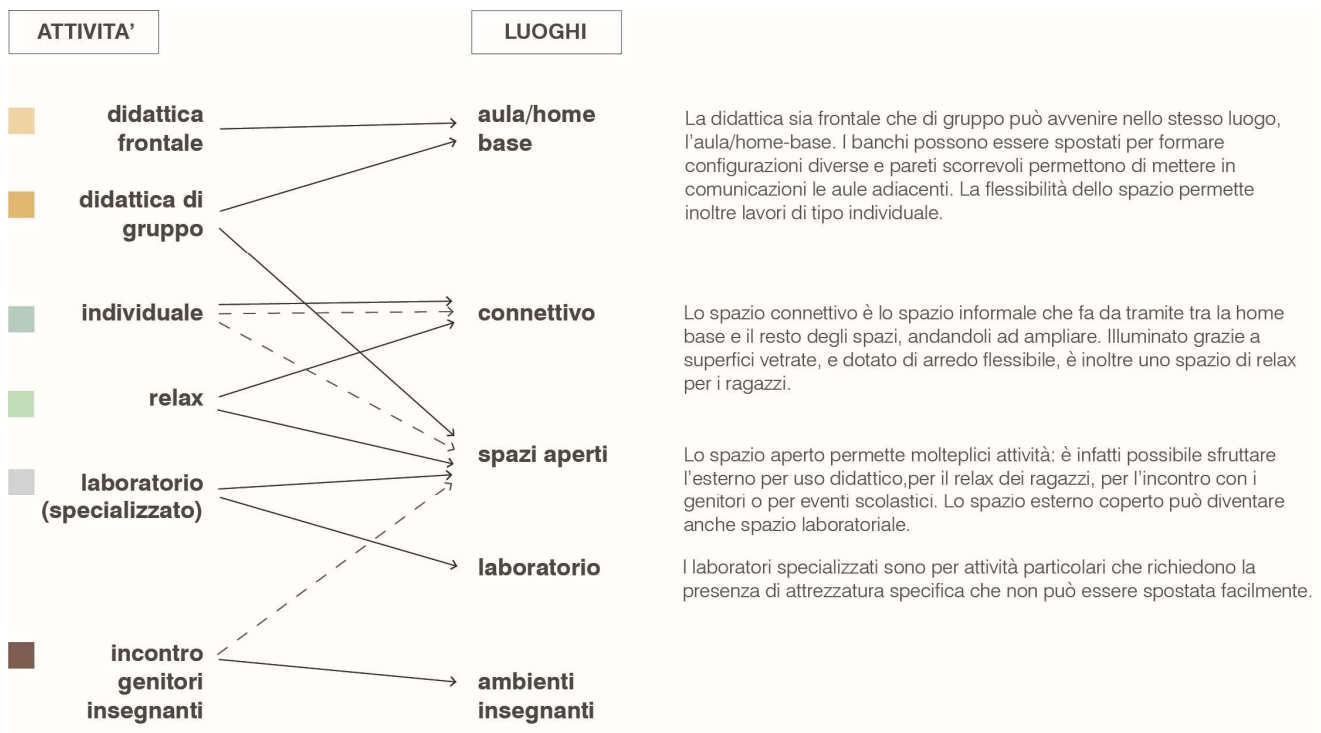 ATTIVITA’
LUOGHI
didattica
frontale
aula/home
base
La didattica sia frontale che di gruppo può avvenire nello stesso luogo,
l’aula/home-base. I banchi possono essere spostati per formare
configurazioni diverse e pareti scorrevoli permettono di mettere in
comunicazioni le aule adiacenti. La flessibilità dello spazio permette
inoltre lavori di tipo individuale.
didattica di
gruppo
individuale
connettivo
Lo spazio connettivo è lo spazio informale che fa da tramite tra la home
base e il resto degli spazi, andandoli ad ampliare. Illuminato grazie a
superfici vetrate, e dotato di arredo flessibile, è inoltre uno spazio di relax
per i ragazzi.
relax
spazi aperti
Lo spazio aperto permette molteplici attività: è infatti possibile sfruttare
l’esterno per uso didattico,per il relax dei ragazzi, per l’incontro con i
genitori o per eventi scolastici. Lo spazio esterno coperto può diventare
anche spazio laboratoriale.
laboratorio
(specializzato)
laboratorio
I laboratori specializzati sono per attività particolari che richiedono la
presenza di attrezzatura specifica che non può essere spostata facilmente.
incontro
genitori
insegnanti
ambienti
insegnanti